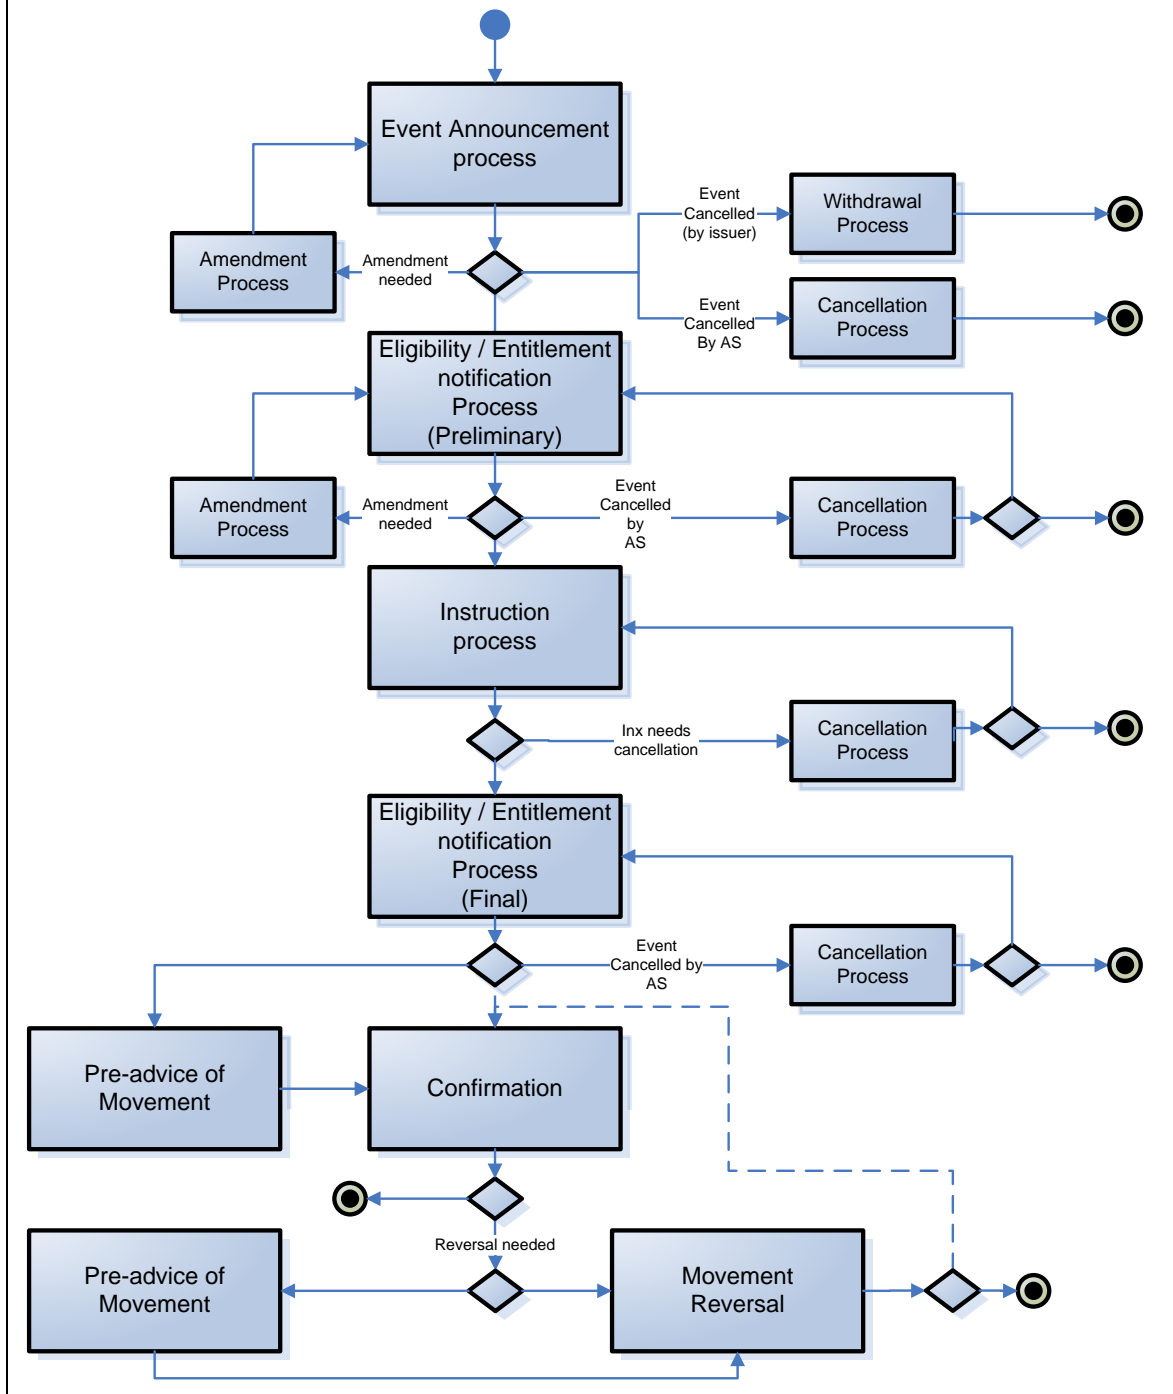 Event Announcement
process
Event
Cancelled
(by issuer)
Withdrawal
Process
Amendment
Process
Amendment
needed
Event
Cancelled
By AS
Cancellation
Process
Eligibility / Entitlement
notification
Process
(Preliminary)
Amendment
Process
Amendment
needed
Event
Cancelled
by
AS
Cancellation
Process
Instruction
process
Inx needs
cancellation
Cancellation
Process
Eligibility / Entitlement
notification
Process
(Final)
Event
Cancelled by
AS
Cancellation
Process
Pre-advice of
Movement
Confirmation
Reversal needed
Pre-advice of
Movement
Movement
Reversal